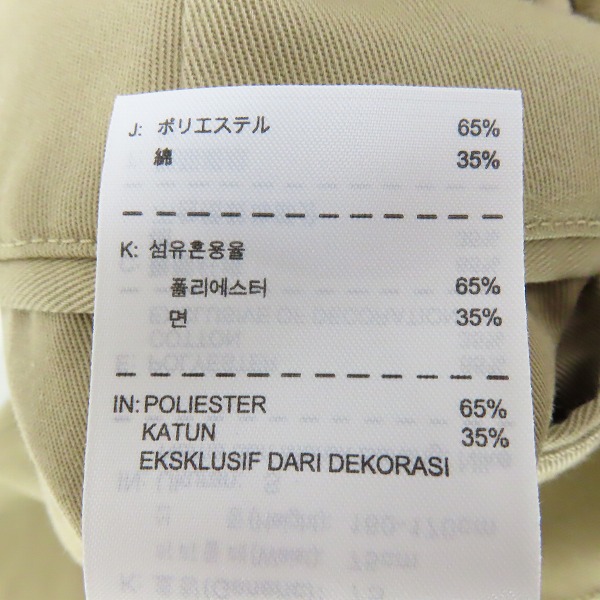 J: ポリエステル 65%
綿 35%
K: 섬유혼용율
폴리에스터 65%
면 35%
IN: POLIESTER 65%
KATUN 35%
EKSKLUSIF DARI DEKORASI